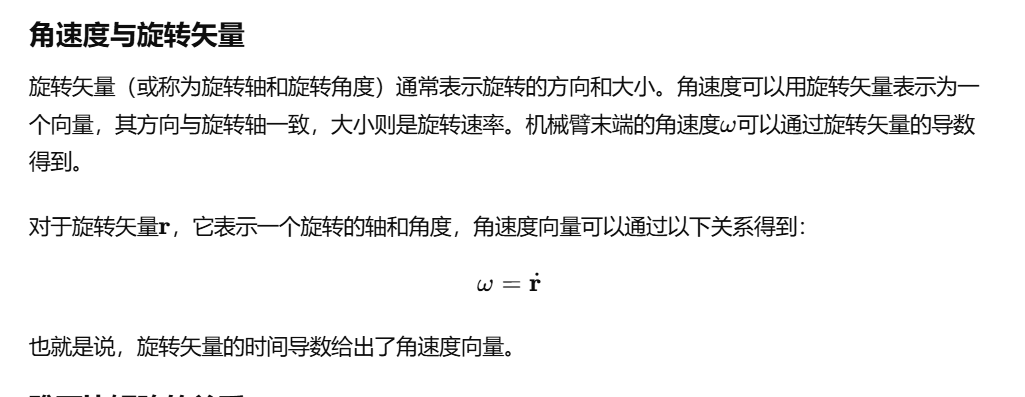 角速度与旋转矢量
旋转矢量（或称为旋转轴和旋转角度）通常表示旋转的方向和大小。角速度可以用旋转矢量表示为一
个向量，其方向与旋转轴一致，大小则是旋转速率。机械臂末端的角速度ω可以通过旋转矢量的导数
得到。
对于旋转矢量r，它表示一个旋转的轴和角度，角速度向量可以通过以下关系得到：
ω = ṙ
也就是说，旋转矢量的时间导数给出了角速度向量。